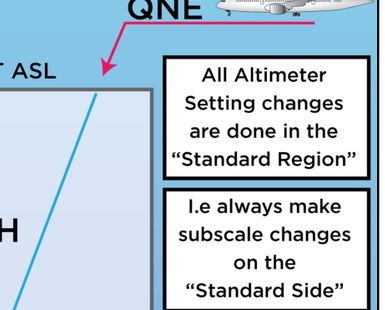 QNE
T ASL
All Altimeter
Setting changes
are done in the
“Standard Region”
H
I.e always make
subscale changes
on the
“Standard Side”